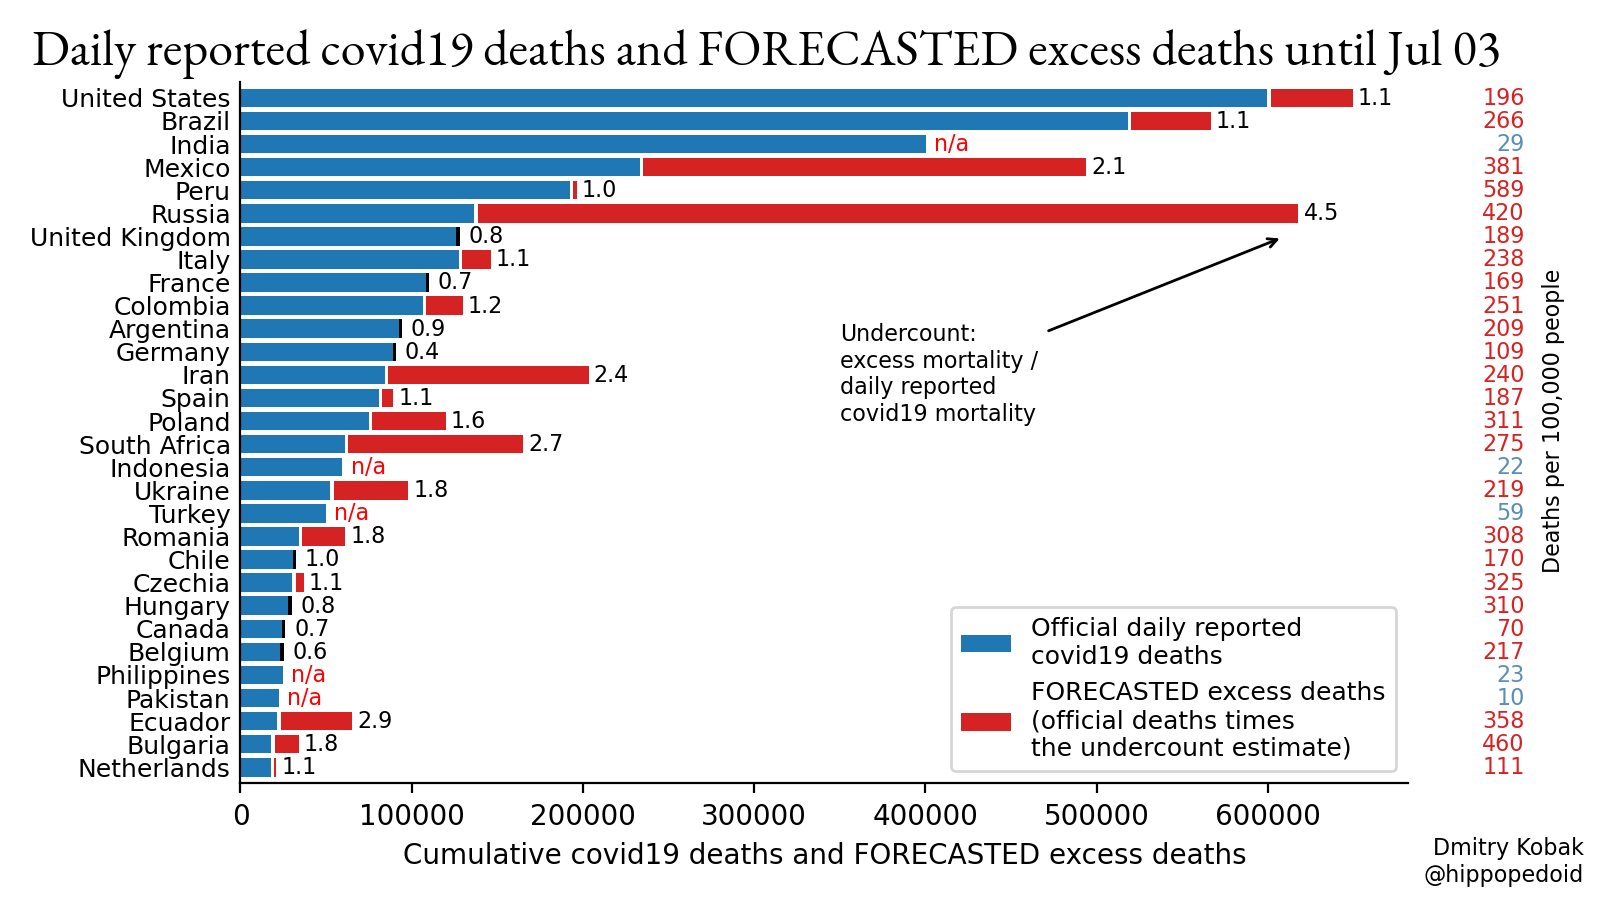 Daily reported covid19 deaths and FORECASTED excess deaths until Jul 03
United States 1.1 196
Brazil 1.1 266
India n/a 29
Mexico 2.1 381
Peru 1.0 589
Russia 4.5 420
United Kingdom 0.8 189
Italy 1.1 238
France 0.7 169
Colombia 1.2 251
Argentina 0.9 209
Germany 0.4 109
Iran 2.4 240
Spain 1.1 187
Poland 1.6 311
South Africa 2.7 275
Indonesia n/a 22
Ukraine 1.8 219
Turkey n/a 59
Romania 1.8 308
Chile 1.0 170
Czechia 1.1 325
Hungary 0.8 310
Canada 0.7 70
Belgium 0.6 217
Philippines n/a 23
Pakistan n/a 10
Ecuador 2.9 358
Bulgaria 1.8 460
Netherlands 1.1 111
Undercount:
excess mortality /
daily reported
covid19 mortality
Deaths per 100,000 people
Official daily reported
covid19 deaths
FORECASTED excess deaths
(official deaths times
the undercount estimate)
0 100000 200000 300000 400000 500000 600000
Cumulative covid19 deaths and FORECASTED excess deaths
Dmitry Kobak
@hippopedoid